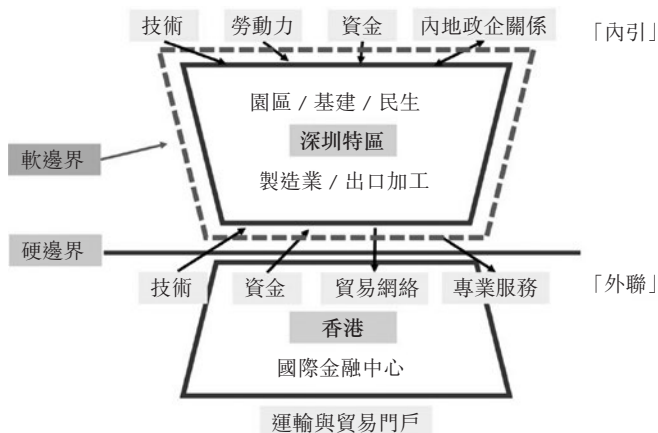 技術 勞動力 資金 內地政企關係 「內引」
園區 / 基建 / 民生
深圳特區
軟邊界
製造業 / 出口加工
硬邊界
技術 資金 貿易網絡 專業服務 「外聯」
香港
國際金融中心
運輸與貿易門戶